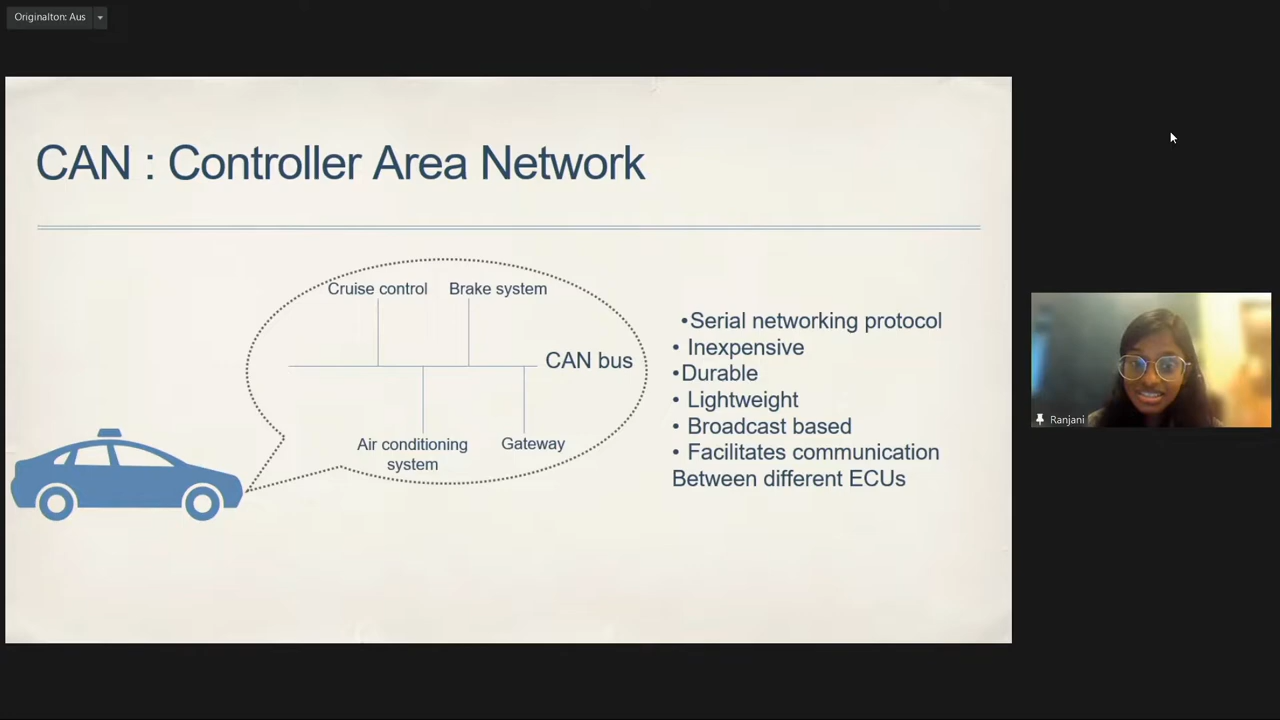 Originalton: Aus
CAN : Controller Area Network
Cruise control
Brake system
CAN bus
Air conditioning
system
Gateway
•Serial networking protocol
• Inexpensive
•Durable
• Lightweight
• Broadcast based
• Facilitates communication
Between different ECUs
Ranjani